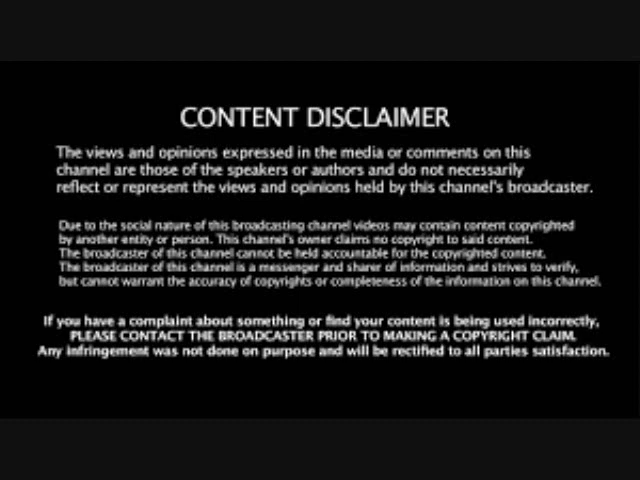 CONTENT DISCLAIMER
The views and opinions expressed in the media or comments on this
channel are those of the speakers or authors and do not necessarily
reflect or represent the views and opinions held by this channel's broadcaster.
Due to the social nature of this broadcasting channel videos may contain content copyrighted
by another entity or person. This channel's owner claims no copyright to said content.
The broadcaster of this channel cannot be held accountable for the copyrighted content.
The broadcaster of this channel is a messenger and sharer of information and strives to verify,
but cannot warrant the accuracy of copyrights or completeness of the information on this channel.
If you have a complaint about something or find your content is being used incorrectly,
PLEASE CONTACT THE BROADCASTER PRIOR TO MAKING A COPYRIGHT CLAIM.
Any infringement was not done on purpose and will be rectified to all parties satisfaction.